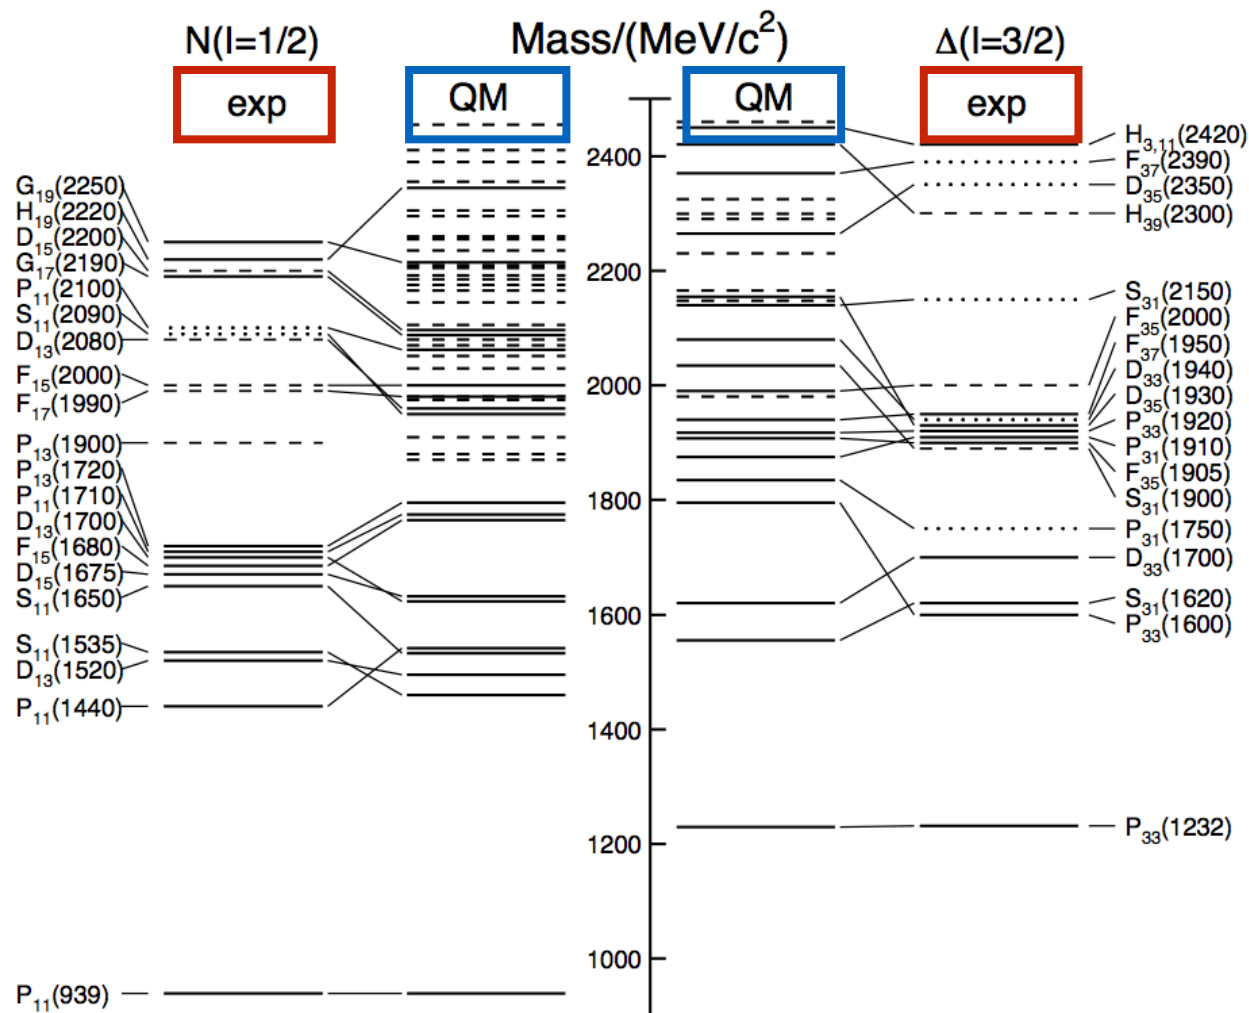 N(I=1/2) Mass/(MeV/c²) Δ(I=3/2)
exp QM QM exp
G₁₉(2250)
H₁₉(2220)
D₁₅(2200)
G₁₇(2190)
P₁₁(2100)
S₁₁(2090)
D₁₃(2080)
F₁₅(2000)
F₁₇(1990)
P₁₃(1900)
P₁₃(1720)
P₁₁(1710)
D₁₃(1700)
F₁₅(1680)
D₁₅(1675)
S₁₁(1650)
S₁₁(1535)
D₁₃(1520)
P₁₁(1440)
P₁₁(939)
2400
2200
2000
1800
1600
1400
1200
1000
H₃,₁₁(2420)
F₃₇(2390)
D₃₅(2350)
H₃₉(2300)
S₃₁(2150)
F₃₅(2000)
F₃₇(1950)
D₃₃(1940)
D₃₅(1930)
P₃₃(1920)
P₃₁(1910)
F₃₅(1905)
S₃₁(1900)
P₃₁(1750)
D₃₃(1700)
S₃₁(1620)
P₃₃(1600)
P₃₃(1232)